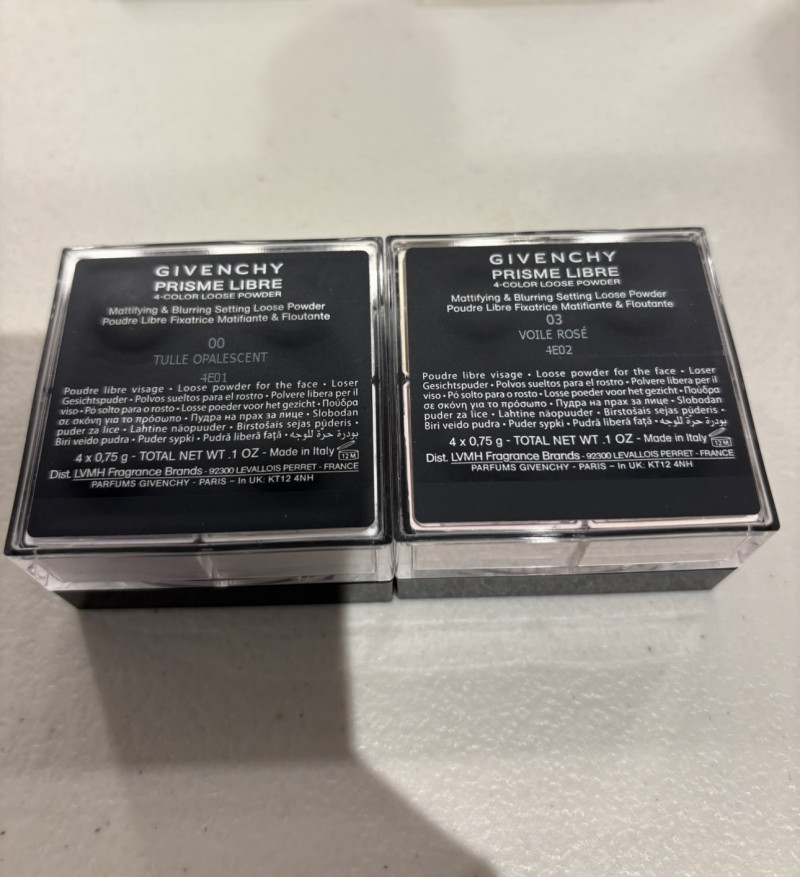 GIVENCHY
PRISME LIBRE
4-COLOR LOOSE POWDER
Mattifying & Blurring Setting Loose Powder
Poudre Libre Fixatrice Matifiante & Floutante
00
TULLE OPALESCENT
4E01
Poudre libre visage • Loose powder for the face • Loser
Gesichtspuder • Polvos sueltos para el rostro • Polvere libera per il
viso • Pó solto para o rosto • Losse poeder voor het gezicht • Πούδρα
σε σκόνη για το πρόσωπο • Пудра на прах за лице • Slobodan
puder za lice • Lahtine näopuuder • Birstošais sejas pūderis •
Biri veido pudra • Puder sypki • Pudră liberă față • بودرة حرة للوجه
4 x 0,75 g - TOTAL NET WT .1 OZ - Made in Italy
12 M
Dist. LVMH Fragrance Brands - 92300 LEVALLOIS PERRET - FRANCE
PARFUMS GIVENCHY - PARIS – In UK: KT12 4NH
GIVENCHY
PRISME LIBRE
4-COLOR LOOSE POWDER
Mattifying & Blurring Setting Loose Powder
Poudre Libre Fixatrice Matifiante & Floutante
03
VOILE ROSÉ
4E02
Poudre libre visage • Loose powder for the face • Loser
Gesichtspuder • Polvos sueltos para el rostro • Polvere libera per il
viso • Pó solto para o rosto • Losse poeder voor het gezicht • Πούδρα
σε σκόνη για το πρόσωπο • Пудра на прах за лице • Slobodan
puder za lice • Lahtine näopuuder • Birstošais sejas pūderis •
Biri veido pudra • Puder sypki • Pudră liberă față • بودرة حرة للوجه
4 x 0,75 g - TOTAL NET WT .1 OZ - Made in Italy
12 M
Dist. LVMH Fragrance Brands - 92300 LEVALLOIS PERRET - FRANCE
PARFUMS GIVENCHY - PARIS – In UK: KT12 4NH